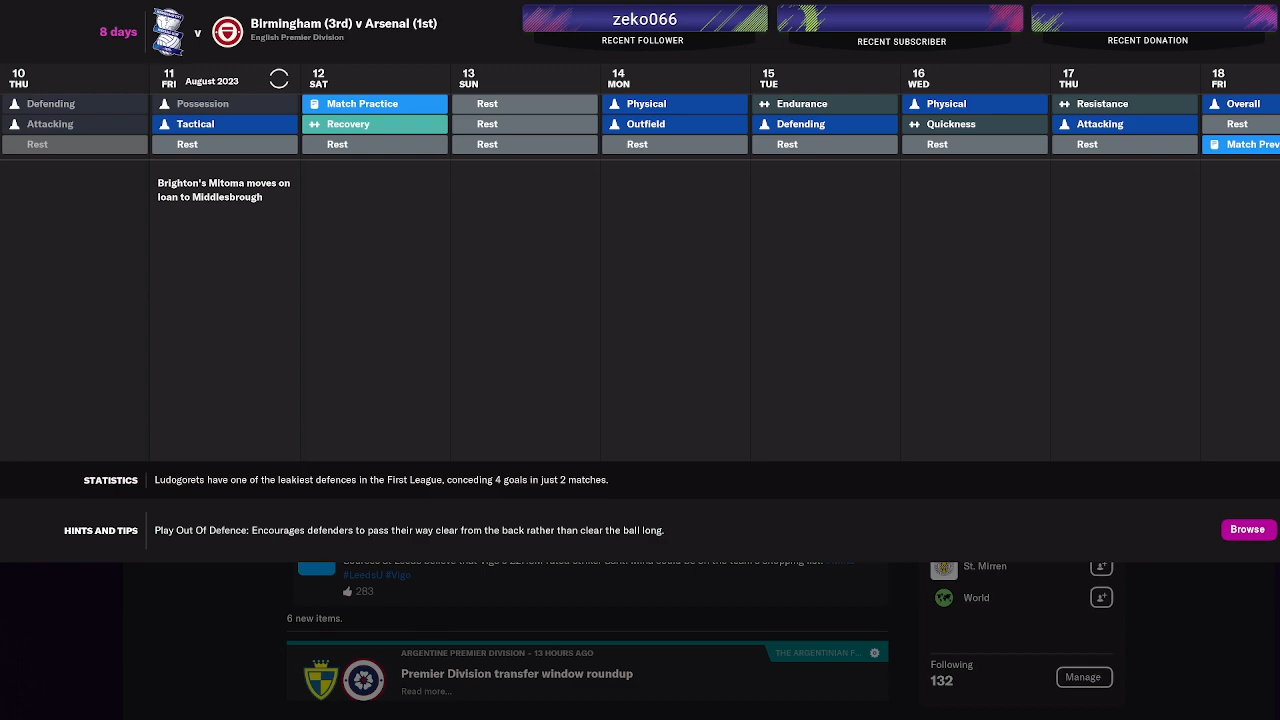 8 days
v
Birmingham (3rd) v Arsenal (1st)
English Premier Division
zeko066
RECENT FOLLOWER
RECENT SUBSCRIBER
RECENT DONATION
10
THU
11
FRI
August 2023
12
SAT
13
SUN
14
MON
15
TUE
16
WED
17
THU
18
FRI
Defending
Possession
Match Practice
Rest
Physical
Endurance
Physical
Resistance
Overall
Attacking
Tactical
Recovery
Rest
Outfield
Defending
Quickness
Attacking
Rest
Rest
Rest
Rest
Rest
Rest
Rest
Rest
Rest
Match Prev
Brighton's Mitoma moves on
loan to Middlesbrough
STATISTICS
Ludogorets have one of the leakiest defences in the First League, conceding 4 goals in just 2 matches.
HINTS AND TIPS
Play Out Of Defence: Encourages defenders to pass their way clear from the back rather than clear the ball long.
Browse
#LeedsU #Vigo
283
6 new items.
ARGENTINE PREMIER DIVISION - 13 HOURS AGO
THE ARGENTINIAN F...
Premier Division transfer window roundup
Read more...
St. Mirren
World
Following
132
Manage